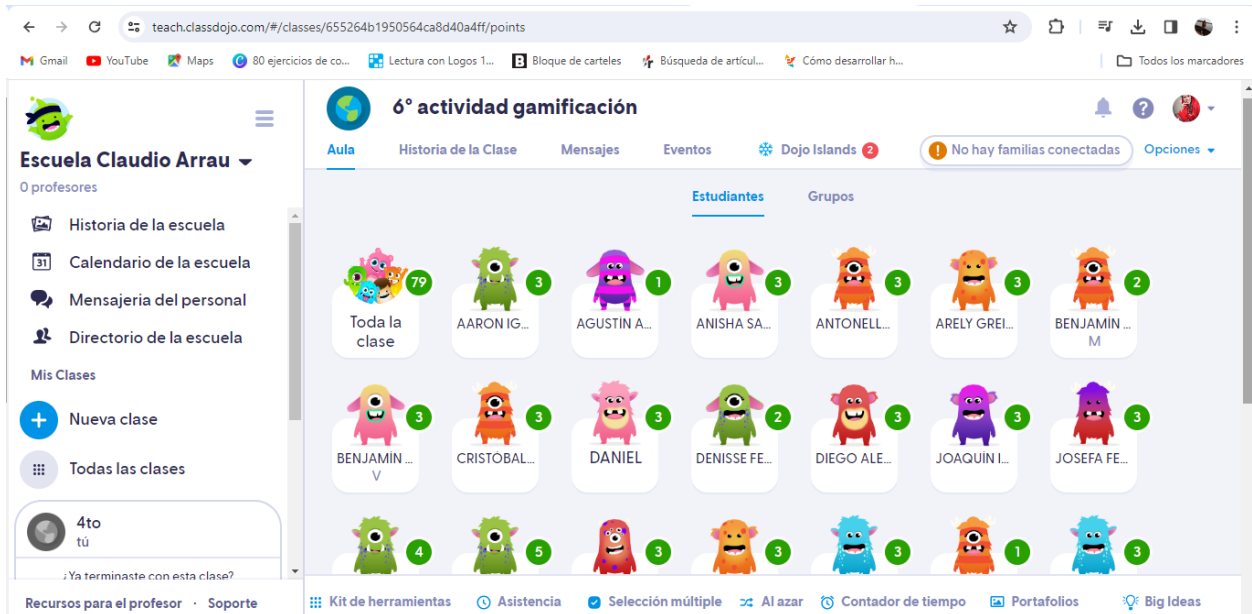 teach.classdojo.com/#/classes/655264b1950564ca8d40a4ff/points
Gmail YouTube Maps 80 ejercicios de co... Lectura con Logos 1... Bloque de carteles Búsqueda de artícul... Cómo desarrollar h... Todos los marcadores
Escuela Claudio Arrau
0 profesores
Historia de la escuela
31 Calendario de la escuela
Mensajeria del personal
Directorio de la escuela
Mis Clases
Nueva clase
Todas las clases
4to
tú
¿Ya terminaste con esta clase?
Recursos para el profesor · Soporte
6° actividad gamificación
Aula Historia de la Clase Mensajes Eventos Dojo Islands 2 No hay familias conectadas Opciones
Estudiantes Grupos
79 3 1 3 3 3 2
Toda la clase AARON IG... AGUSTÍN A... ANISHA SA... ANTONELL... ARELY GREI... BENJAMÍN ... M
3 3 3 2 3 3 3
BENJAMÍN ... V CRISTÓBAL... DANIEL DENISSE FE... DIEGO ALE... JOAQUÍN I... JOSEFA FE...
4 5 3 3 3 1 3
Kit de herramientas Asistencia Selección múltiple Al azar Contador de tiempo Portafolios Big Ideas